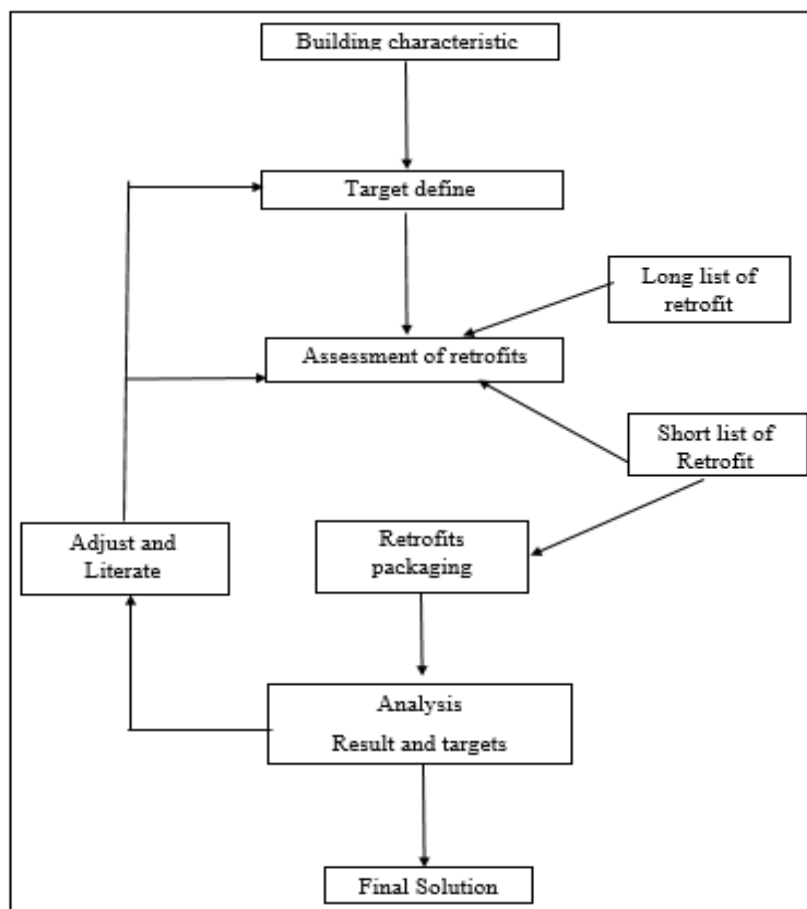 Building characteristic
Target define
Long list of
retrofit
Assessment of retrofits
Short list of
Retrofit
Adjust and
Literate
Retrofits
packaging
Analysis
Result and targets
Final Solution